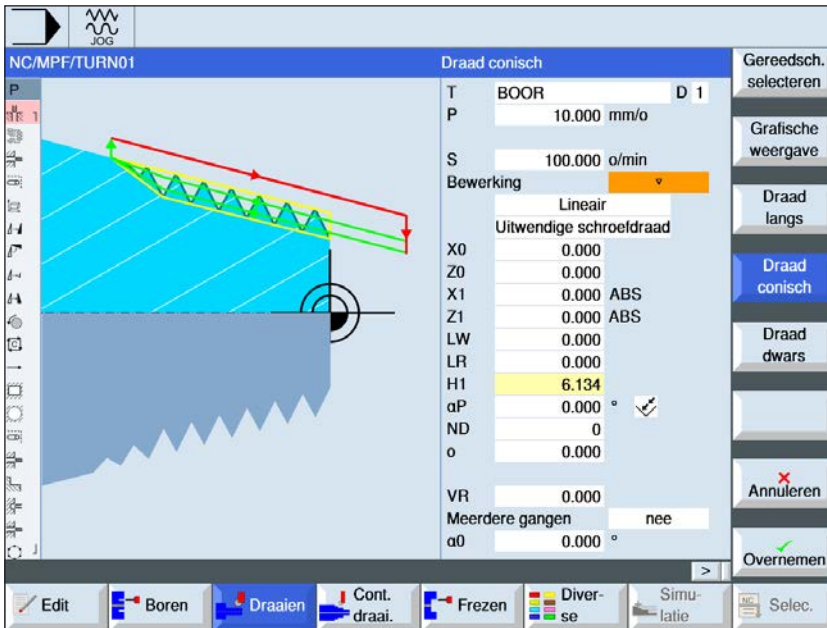 JOG
NC/MPF/TURN01
Draad conisch
P
1
T BOOR D 1
P 10.000 mm/o
S 100.000 o/min
Bewerking ▿
Lineair
Uitwendige schroefdraad
X0 0.000
Z0 0.000
X1 0.000 ABS
Z1 0.000 ABS
LW 0.000
LR 0.000
H1 6.134
αP 0.000 °
ND 0
o 0.000
VR 0.000
Meerdere gangen nee
α0 0.000 °
>
Gereedsch.
selecteren
Grafische
weergave
Draad
langs
Draad
conisch
Draad
dwars
Annuleren
Overnemen
Edit
Boren
Draaien
Cont.
draai.
Frezen
Diver-
se
Simu-
latie
NC
Selec.